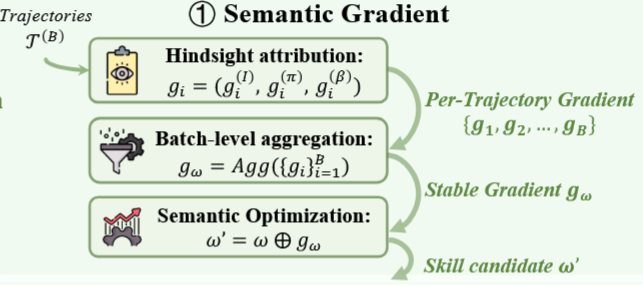 ① Semantic Gradient
Trajectories
𝒯^(B)
Hindsight attribution:
g_i = (g_i^(I), g_i^(π), g_i^(β))
Per-Trajectory Gradient
{g_1, g_2, ⋯, g_B}
Batch-level aggregation:
g_ω = Agg({g_i}_{i=1}^B)
Stable Gradient g_ω
Semantic Optimization:
ω' = ω ⊕ g_ω
Skill candidate ω'